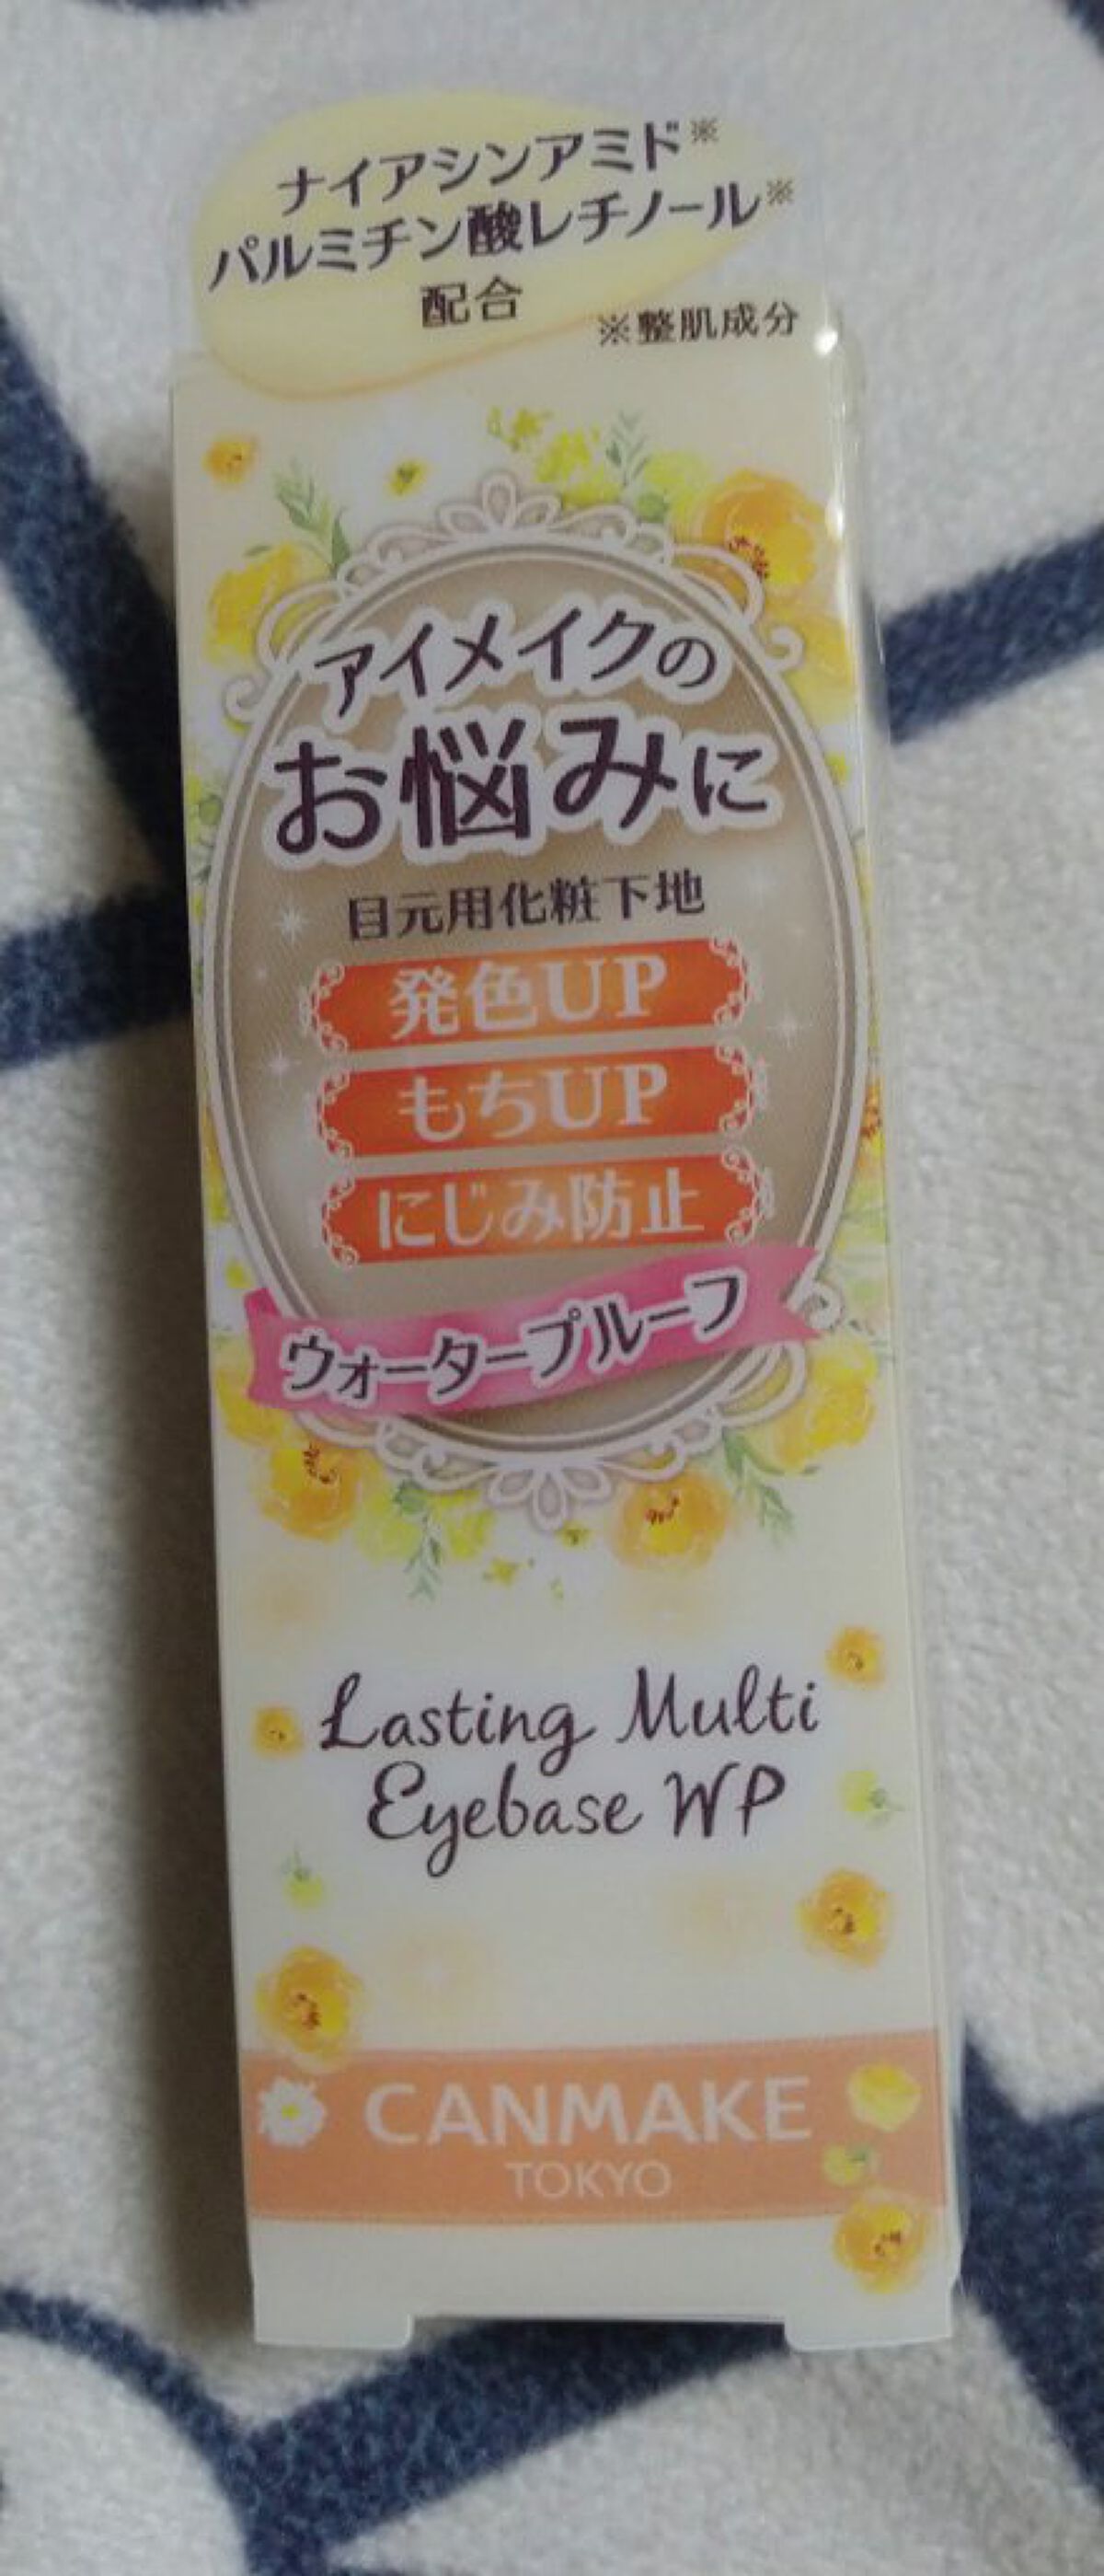 ナイアシンアミド※
パルミチン酸レチノール※
配合
※整肌成分
アイメイクの
お悩みに
目元用化粧下地
発色UP
もちUP
にじみ防止
ウォータープルーフ
Lasting Multi
Eyebase WP
CANMAKE
TOKYO